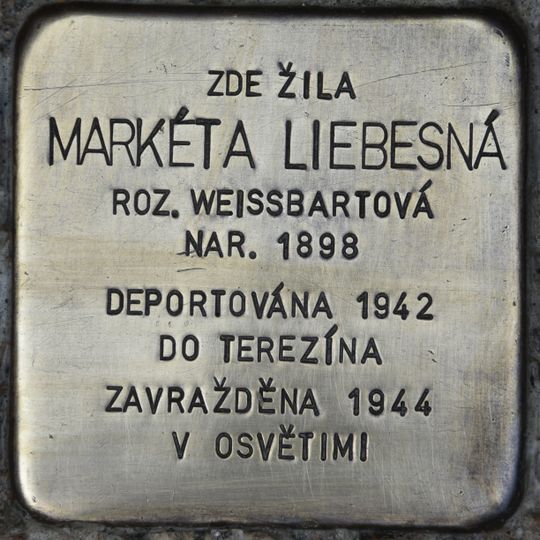 ZDE ŽILA
MARKÉTA LIEBESNÁ
ROZ. WEISSBARTOVÁ
NAR. 1898
DEPORTOVÁNA 1942
DO TEREZÍNA
ZAVRAŽDĚNA 1944
V OSVĚTIMI